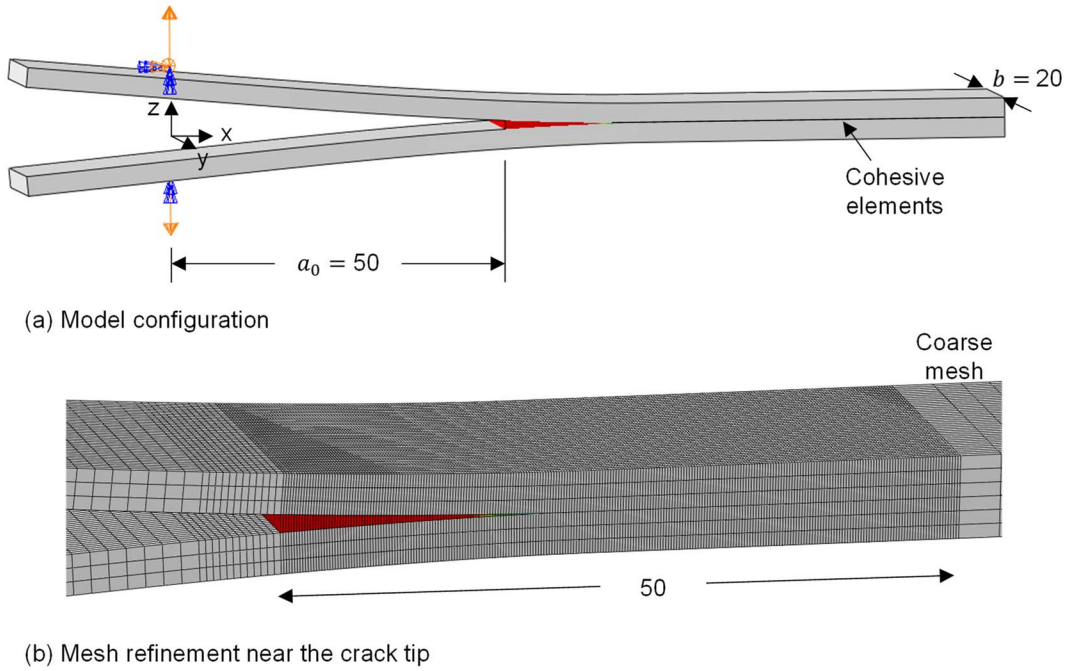 b = 20
z
x
y
Cohesive
elements
a₀ = 50
(a) Model configuration
Coarse
mesh
50
(b) Mesh refinement near the crack tip